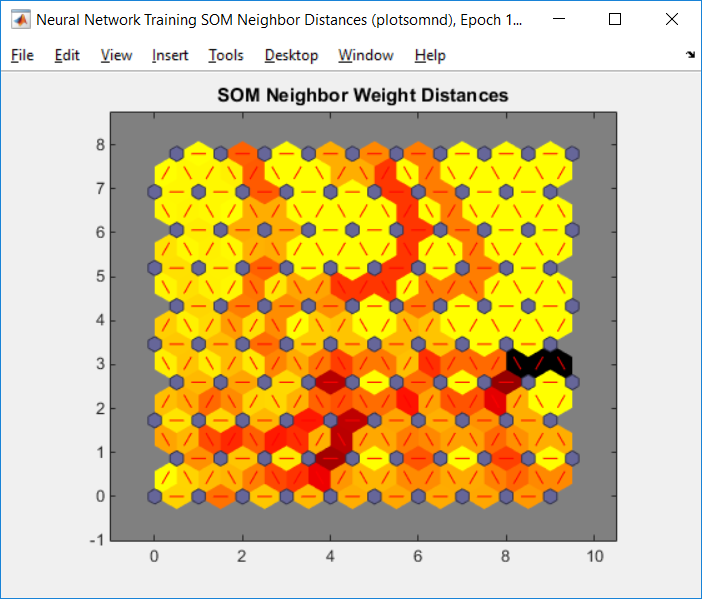 Neural Network Training SOM Neighbor Distances (plotsomnd), Epoch 1...
File Edit View Insert Tools Desktop Window Help
SOM Neighbor Weight Distances
8
7
6
5
4
3
2
1
0
-1
0 2 4 6 8 10